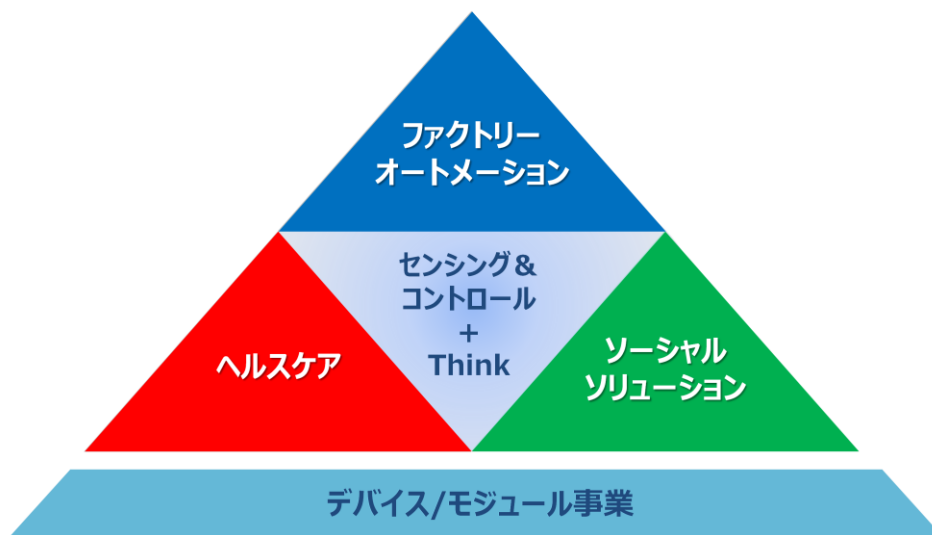 ファクトリー
オートメーション
センシング＆
コントロール
+
Think
ヘルスケア
ソーシャル
ソリューション
デバイス/モジュール事業